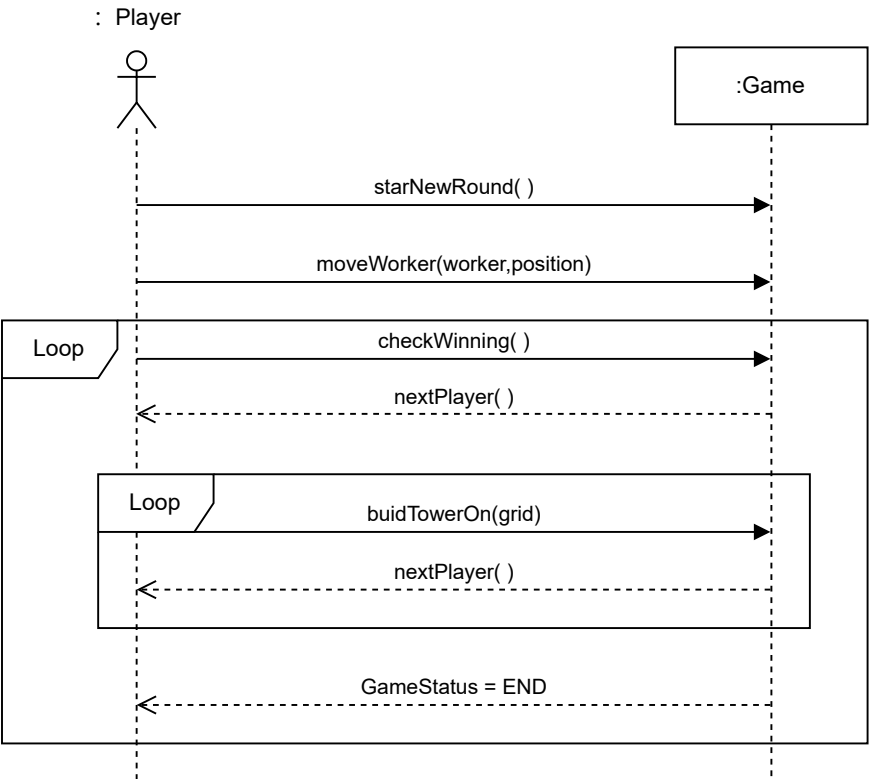 : Player
:Game
starNewRound( )
moveWorker(worker,position)
Loop
checkWinning( )
nextPlayer( )
Loop
buidTowerOn(grid)
nextPlayer( )
GameStatus = END